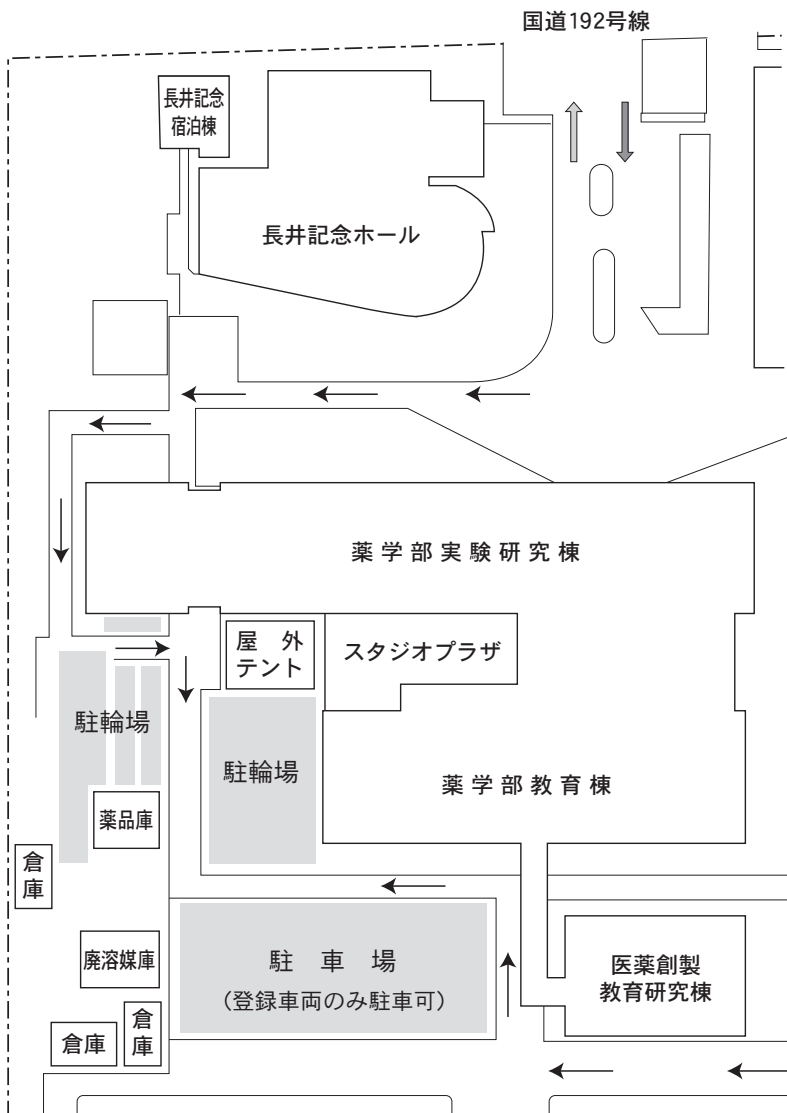 国道192号線
長井記念
宿泊棟
長井記念ホール
薬学部実験研究棟
屋 外
テント
スタジオプラザ
駐輪場
駐輪場
薬学部教育棟
薬品庫
倉
庫
廃溶媒庫
駐 車 場
(登録車両のみ駐車可)
医薬創製
教育研究棟
倉
庫
倉庫